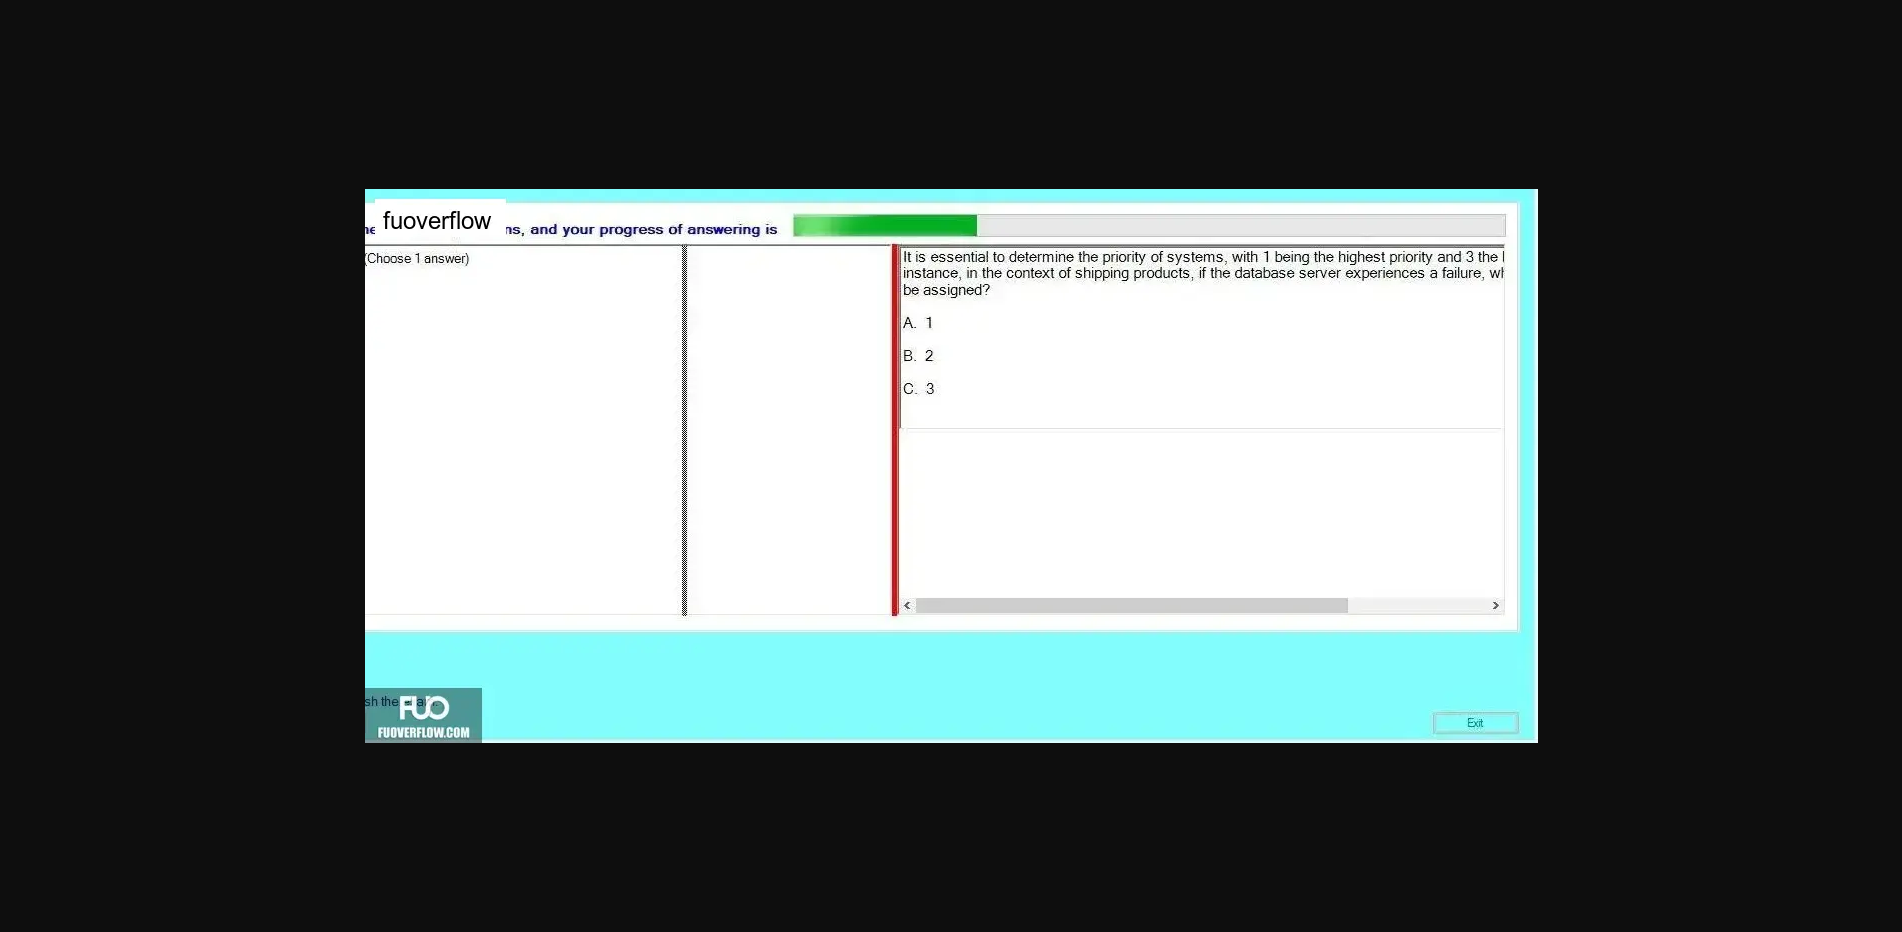 fuoverflow
ns, and your progress of answering is
(Choose 1 answer)
It is essential to determine the priority of systems, with 1 being the highest priority and 3 the
instance, in the context of shipping products, if the database server experiences a failure, wh
be assigned?
A. 1
B. 2
C. 3
sh the
FUO
FUOVERFLOW.COM
Exit